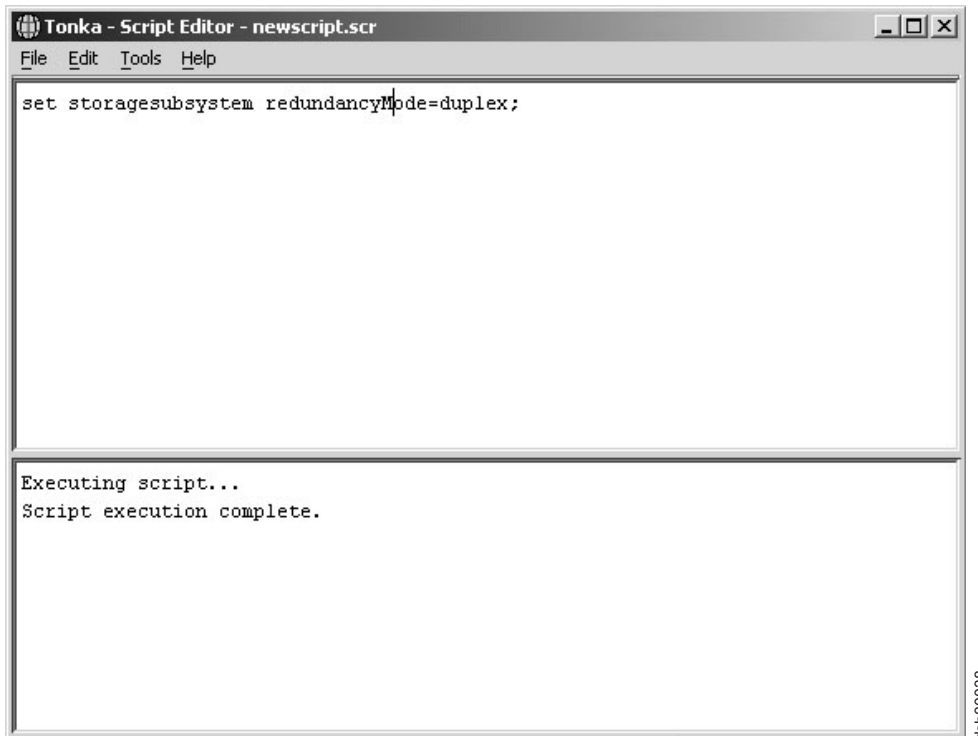 Tonka - Script Editor - newscript.scr
File Edit Tools Help
set storagesubsystem redundancyMode=duplex;
Executing script...
Script execution complete.